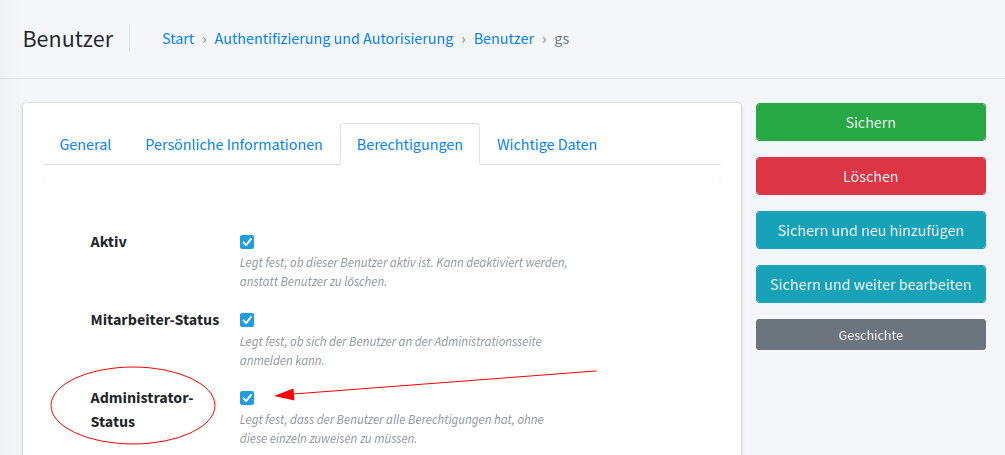 Benutzer
Start › Authentifizierung und Autorisierung › Benutzer › gs
General
Persönliche Informationen
Berechtigungen
Wichtige Daten
Aktiv
Legt fest, ob dieser Benutzer aktiv ist. Kann deaktiviert werden,
anstatt Benutzer zu löschen.
Mitarbeiter-Status
Legt fest, ob sich der Benutzer an der Administrationsseite
anmelden kann.
Administrator-
Status
Legt fest, dass der Benutzer alle Berechtigungen hat, ohne
diese einzeln zuweisen zu müssen.
Sichern
Löschen
Sichern und neu hinzufügen
Sichern und weiter bearbeiten
Geschichte